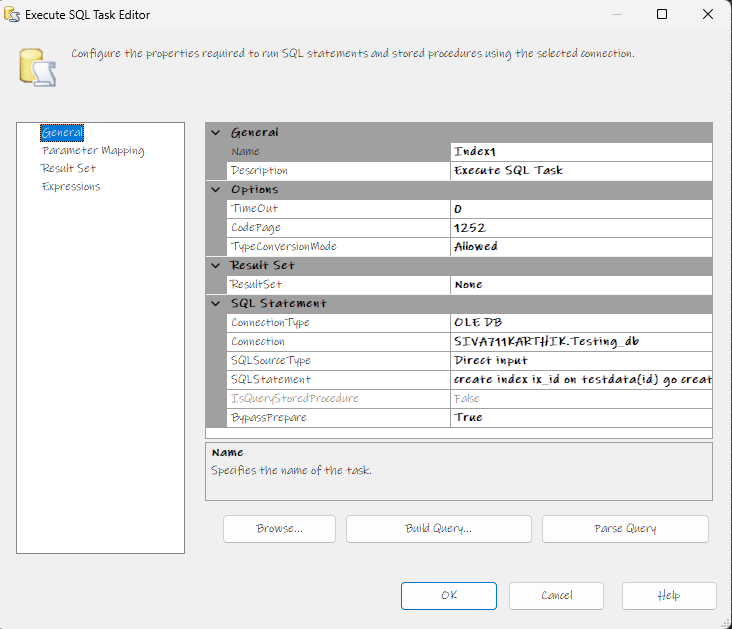 Execute SQL Task Editor
Configure the properties required to run SQL statements and stored procedures using the selected connection.
General
Parameter Mapping
Result Set
Expressions
General
Name Index1
Description Execute SQL Task
Options
TimeOut 0
CodePage 1252
TypeConversionMode Allowed
Result Set
ResultSet None
SQL Statement
ConnectionType OLE DB
Connection SIVA711KARTHIK.Testing_db
SQLSourceType Direct input
SQLStatement create index ix_id on testdata(id) go creat
IsQueryStoredProcedure False
BypassPrepare True
Name
Specifies the name of the task.
Browse... Build Query... Parse Query
OK Cancel Help